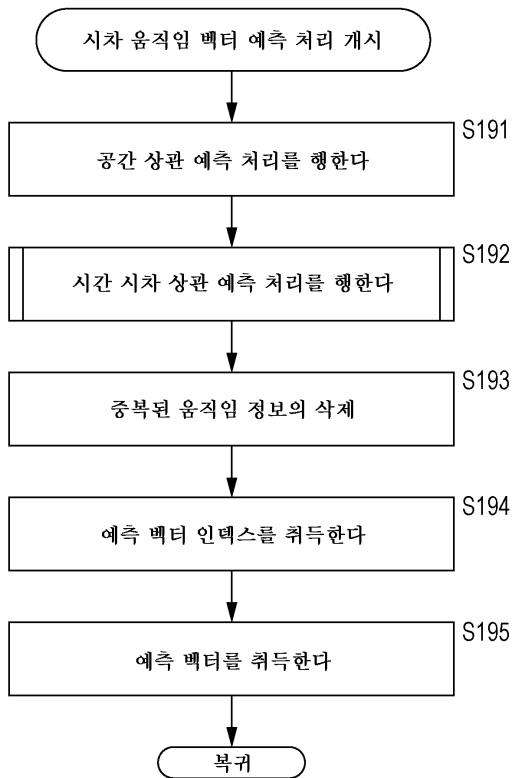 시차 움직임 벡터 예측 처리 개시
S191
공간 상관 예측 처리를 행한다
S192
시간 시차 상관 예측 처리를 행한다
S193
중복된 움직임 정보의 삭제
S194
예측 벡터 인덱스를 취득한다
S195
예측 벡터를 취득한다
복귀